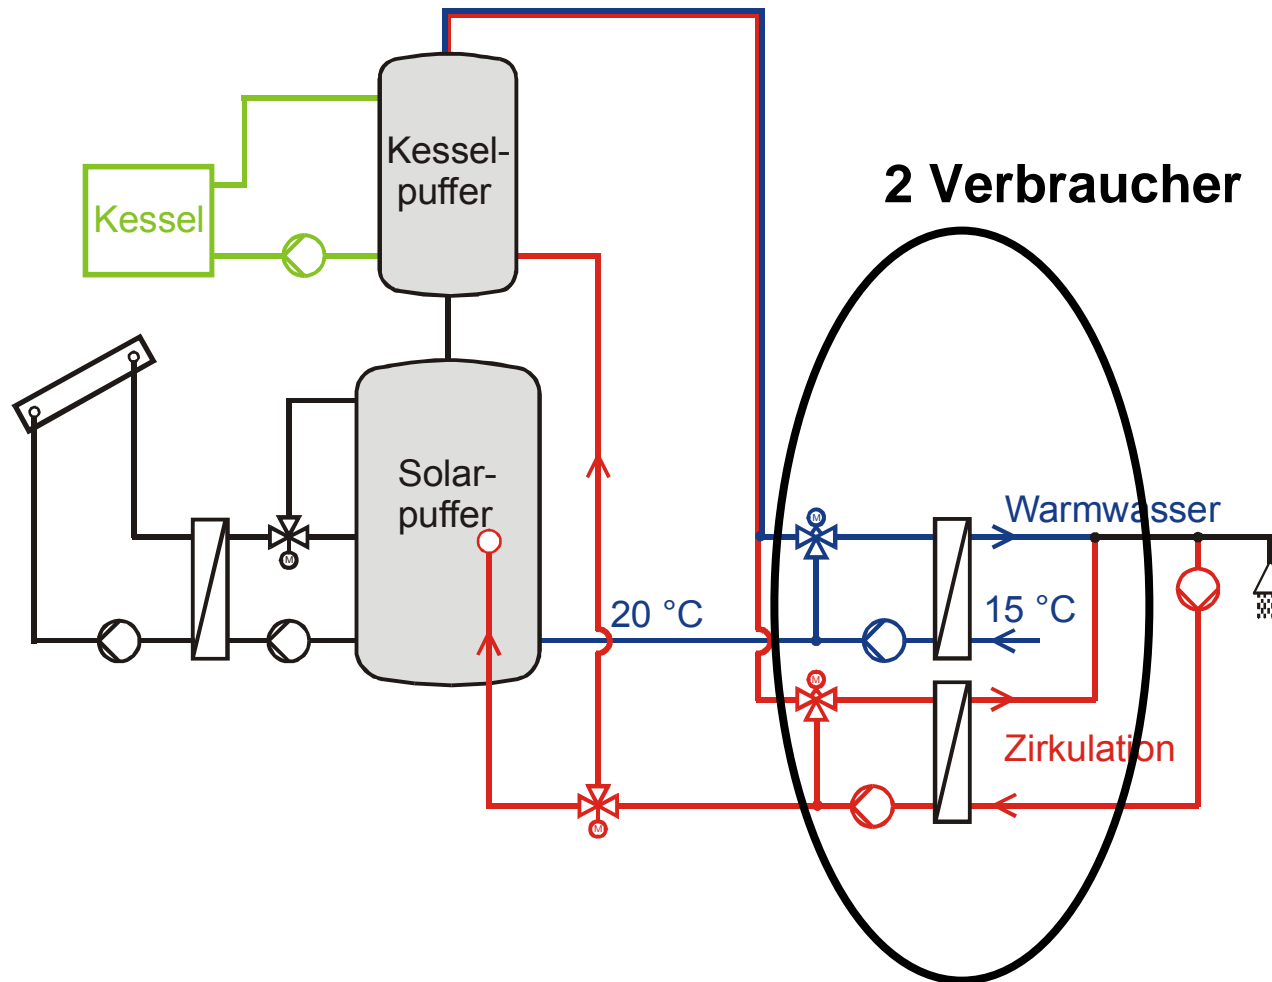 Kessel-
puffer
2 Verbraucher
Kessel
Solar-
puffer
M
Warmwasser
M
20 °C
15 °C
M
Zirkulation
M